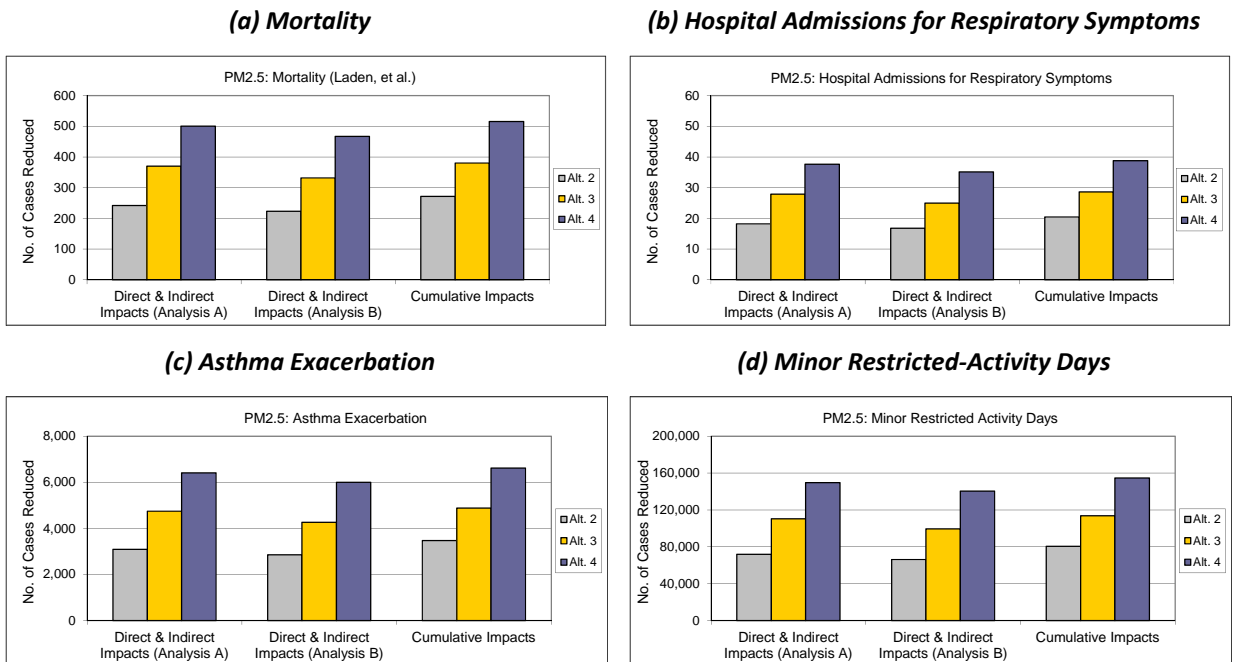 (a) Mortality
PM2.5: Mortality (Laden, et al.)
600
500
400
300
200
100
0
No. of Cases Reduced
Direct & Indirect
Impacts (Analysis A)
Direct & Indirect
Impacts (Analysis B)
Cumulative Impacts
Alt. 2
Alt. 3
Alt. 4
(b) Hospital Admissions for Respiratory Symptoms
PM2.5: Hospital Admissions for Respiratory Symptoms
60
50
40
30
20
10
0
No. of Cases Reduced
Direct & Indirect
Impacts (Analysis A)
Direct & Indirect
Impacts (Analysis B)
Cumulative Impacts
Alt. 2
Alt. 3
Alt. 4
(c) Asthma Exacerbation
PM2.5: Asthma Exacerbation
8,000
6,000
4,000
2,000
0
No. of Cases Reduced
Direct & Indirect
Impacts (Analysis A)
Direct & Indirect
Impacts (Analysis B)
Cumulative Impacts
Alt. 2
Alt. 3
Alt. 4
(d) Minor Restricted-Activity Days
PM2.5: Minor Restricted Activity Days
200,000
160,000
120,000
80,000
40,000
0
No. of Cases Reduced
Direct & Indirect
Impacts (Analysis A)
Direct & Indirect
Impacts (Analysis B)
Cumulative Impacts
Alt. 2
Alt. 3
Alt. 4